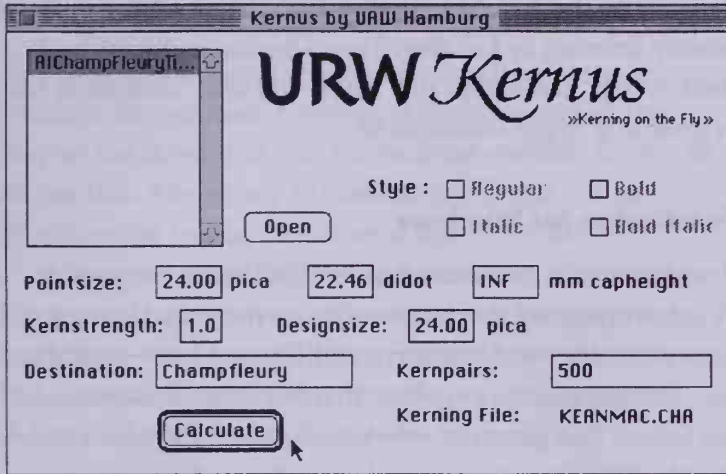 Kernus by URW Hamburg
AIChampFleuryTi...
URW Kernus
»Kerning on the Fly»
Style : Regular Bold
Open Italic Bold Italic
Pointsize: 24.00 pica 22.46 didot INF mm capheight
Kernstrength: 1.0 Designsize: 24.00 pica
Destination: Champfleury Kernpairs: 500
Calculate Kerning File: KERNMAC.CHA